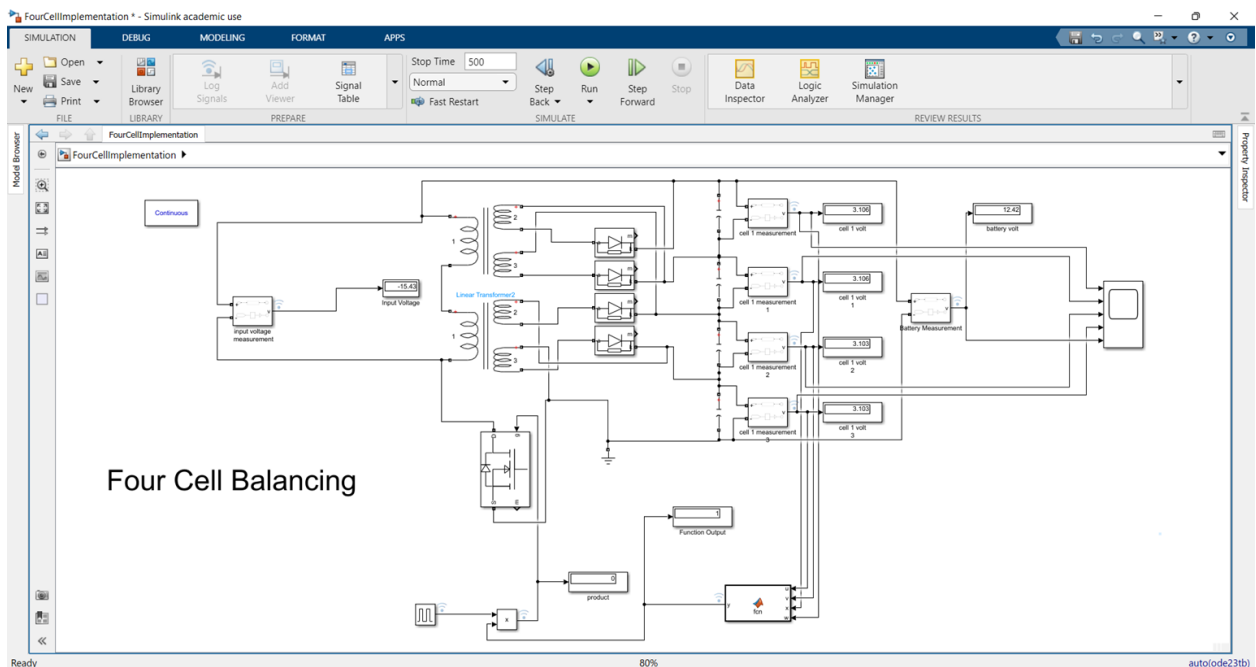 FourCellImplementation * - Simulink academic use
SIMULATION DEBUG MODELING FORMAT APPS
New
Open
Save
Print
FILE
Library
Browser
LIBRARY
Log
Signals
Add
Viewer
Signal
Table
PREPARE
Stop Time 500
Normal
Fast Restart
Step
Back
Run
Step
Forward
Stop
SIMULATE
Data
Inspector
Logic
Analyzer
Simulation
Manager
REVIEW RESULTS
Model Browser
Property Inspector
FourCellImplementation
FourCellImplementation
Continuous
input voltage
measurement
-15.43
Input Voltage
1
2
3
Linear Transformer2
1
2
3
m
m
m
m
cell 1 measurement
3.106
cell 1 volt
cell 1 measurement
1
3.106
cell 1 volt
1
cell 1 measurement
2
3.103
cell 1 volt
2
cell 1 measurement
3
3.103
cell 1 volt
3
12.42
battery volt
Battery Measurement
Four Cell Balancing
D
g
S
m
1
Function Output
0
product
x
y
fcn
u
v
x
w
Ready
80%
auto(ode23tb)